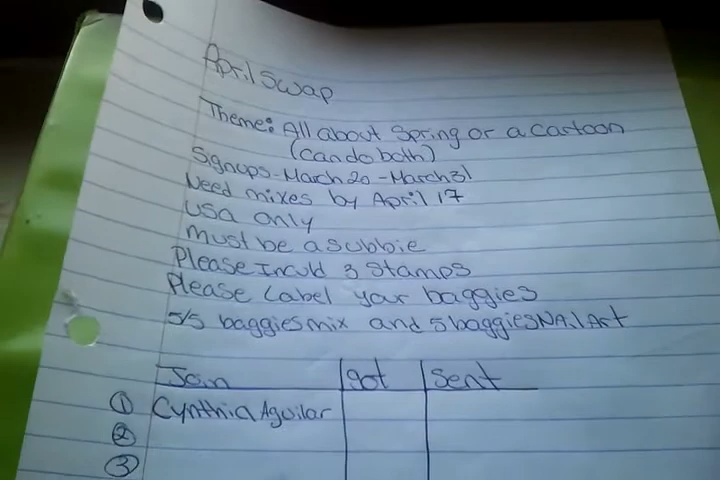 April Swap
Theme: All about Spring or a cartoon
(can do both)
Signups - March 20 - March 31
Need mixes by April 17
USA only
Must be a subbie
Please Inculd 3 Stamps
Please Label your baggies
5/5 baggies mix and 5 baggies NAil Art
Join got Sent
① Cynthia Aguilar
②
③